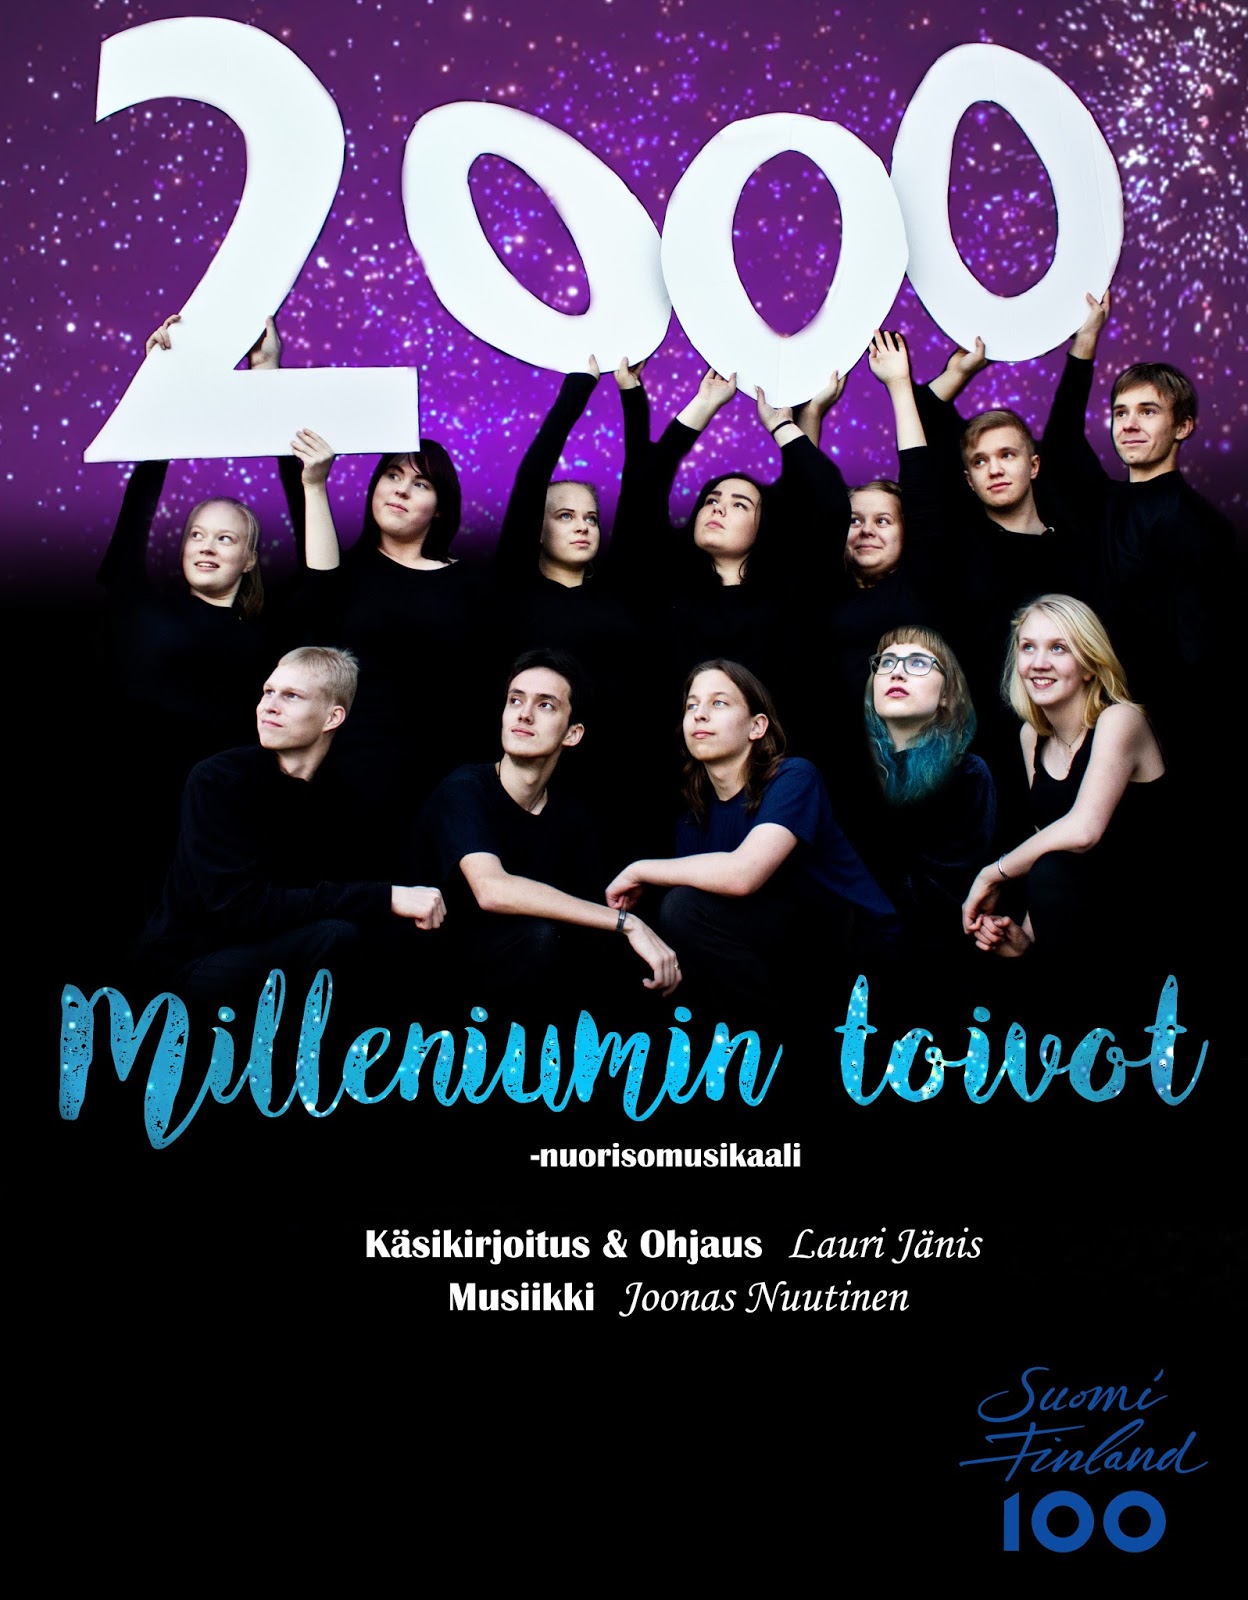 2000
Milleniumin toivot
-nuorisomusikaali
Käsikirjoitus & Ohjaus Lauri Jänis
Musiikki Joonas Nuutinen
Suomi
Finland
100